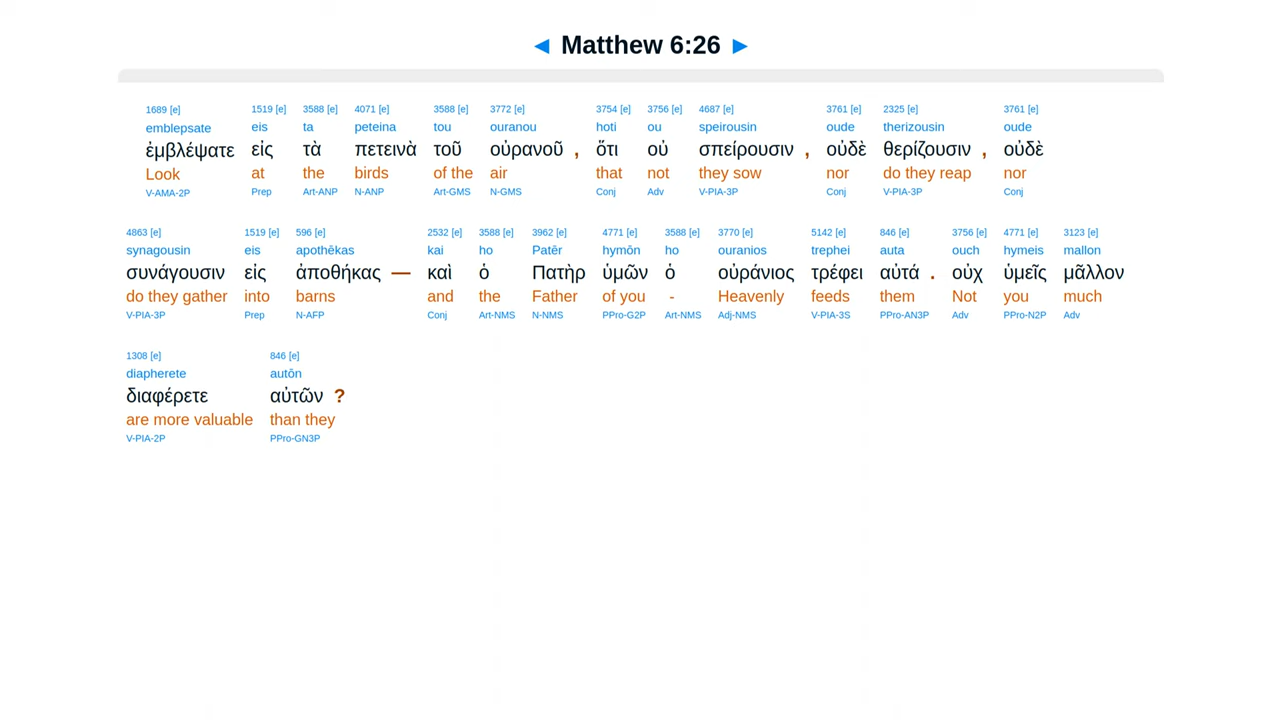 ◄ Matthew 6:26 ►
1689 [e] 1519 [e] 3588 [e] 4071 [e] 3588 [e] 3772 [e] 3754 [e] 3756 [e] 4687 [e] 3761 [e] 2325 [e] 3761 [e]
emblepsate eis ta peteina tou ouranou hoti ou speirousin oude therizousin oude
ἐμβλέψατε εἰς τὰ πετεινὰ τοῦ οὐρανοῦ , ὅτι οὐ σπείρουσιν , οὐδὲ θερίζουσιν , οὐδὲ
Look at the birds of the air that not they sow nor do they reap nor
V-AMA-2P Prep Art-ANP N-ANP Art-GMS N-GMS Conj Adv V-PIA-3P Conj V-PIA-3P Conj
4863 [e] 1519 [e] 596 [e] 2532 [e] 3588 [e] 3962 [e] 4771 [e] 3588 [e] 3770 [e] 5142 [e] 846 [e] 3756 [e] 4771 [e] 3123 [e]
synagousin eis apothēkas kai ho Patēr hymōn ho ouranios trephei auta ouch hymeis mallon
συνάγουσιν εἰς ἀποθήκας — καὶ ὁ Πατὴρ ὑμῶν ὁ οὐράνιος τρέφει αὐτά . οὐχ ὑμεῖς μᾶλλον
do they gather into barns and the Father of you - Heavenly feeds them Not you much
V-PIA-3P Prep N-AFP Conj Art-NMS N-NMS PPro-G2P Art-NMS Adj-NMS V-PIA-3S PPro-AN3P Adv PPro-N2P Adv
1308 [e] 846 [e]
diapherete autōn
διαφέρετε αὐτῶν ?
are more valuable than they
V-PIA-2P PPro-GN3P